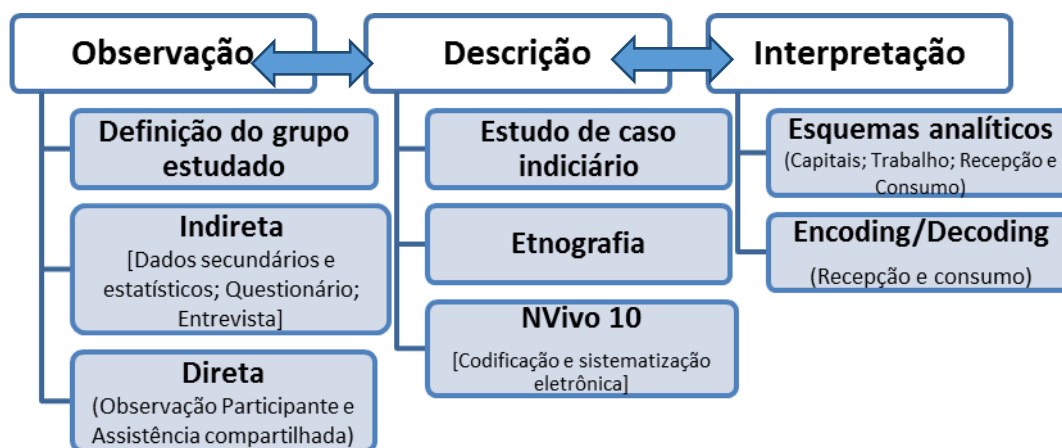 Observação
Descrição
Interpretação
Definição do grupo
estudado
Indireta
[Dados secundários e
estatísticos; Questionário;
Entrevista]
Direta
(Observação Participante e
Assistência compartilhada)
Estudo de caso
indiciário
Etnografia
NVivo 10
[Codificação e sistematização
eletrônica]
Esquemas analíticos
(Capitais; Trabalho; Recepção e
Consumo)
Encoding/Decoding
(Recepção e consumo)